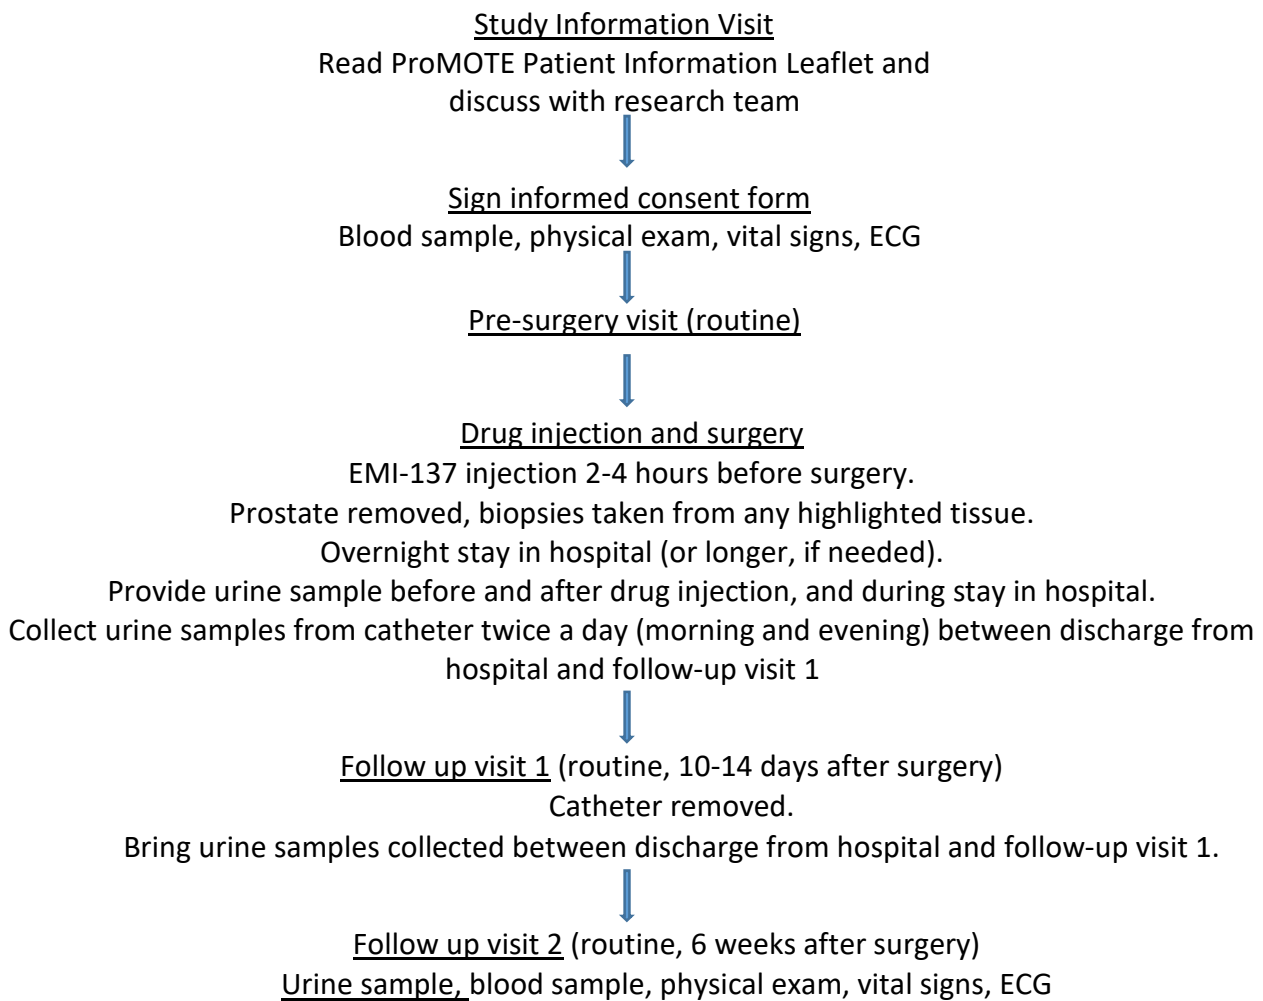 Study Information Visit
Read ProMOTE Patient Information Leaflet and
discuss with research team
Sign informed consent form
Blood sample, physical exam, vital signs, ECG
Pre-surgery visit (routine)
Drug injection and surgery
EMI-137 injection 2-4 hours before surgery.
Prostate removed, biopsies taken from any highlighted tissue.
Overnight stay in hospital (or longer, if needed).
Provide urine sample before and after drug injection, and during stay in hospital.
Collect urine samples from catheter twice a day (morning and evening) between discharge from
hospital and follow-up visit 1
Follow up visit 1 (routine, 10-14 days after surgery)
Catheter removed.
Bring urine samples collected between discharge from hospital and follow-up visit 1.
Follow up visit 2 (routine, 6 weeks after surgery)
Urine sample, blood sample, physical exam, vital signs, ECG